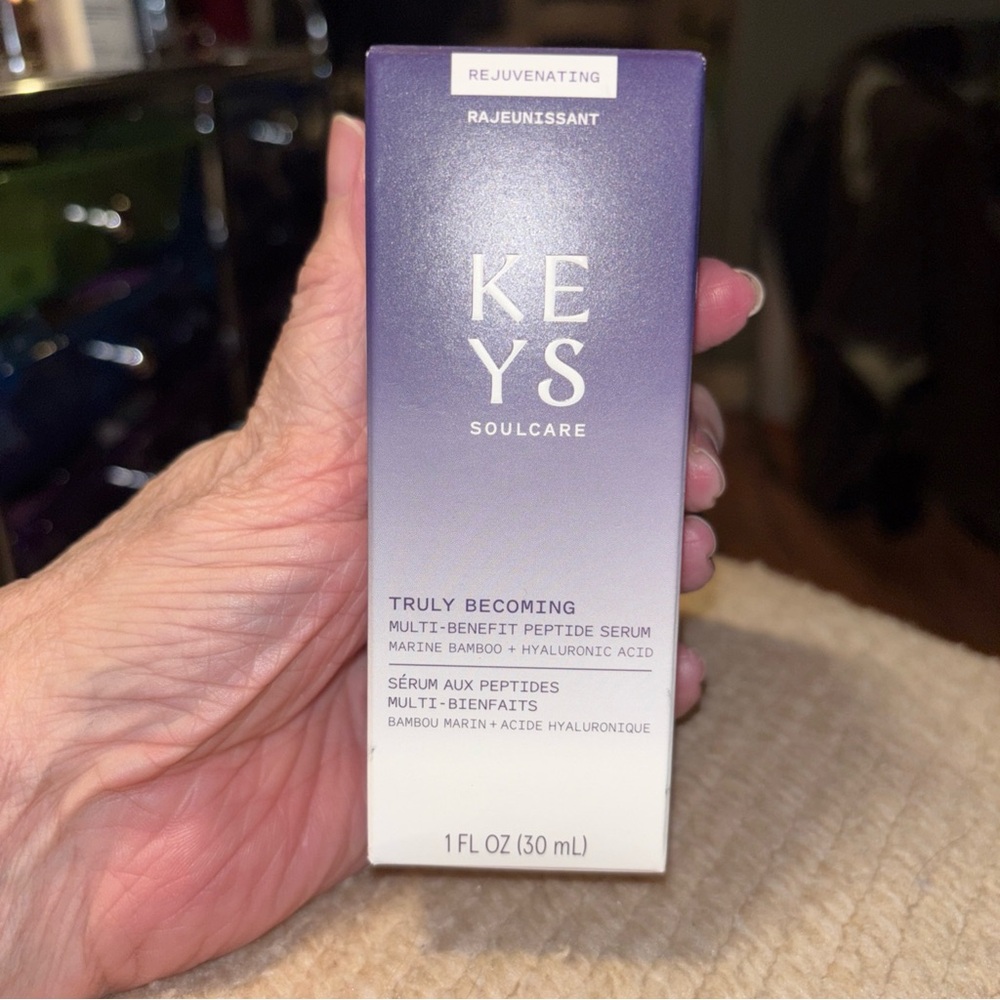 REJUVENATING
RAJEUNISSANT
KE
YS
SOULCARE
TRULY BECOMING
MULTI-BENEFIT PEPTIDE SERUM
MARINE BAMBOO + HYALURONIC ACID
SÉRUM AUX PEPTIDES
MULTI-BIENFAITS
BAMBOU MARIN + ACIDE HYALURONIQUE
1 FL OZ (30 mL)